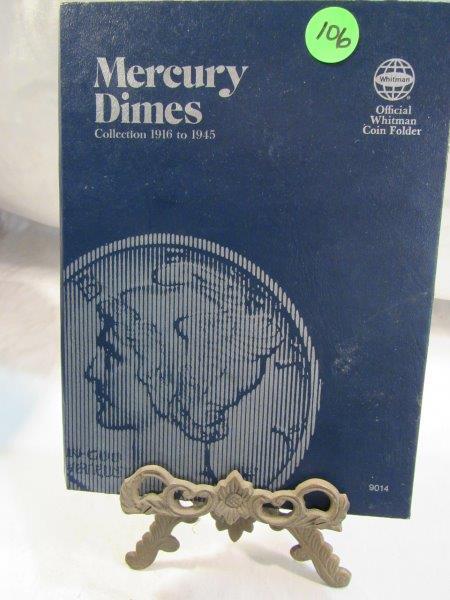 Mercury
Dimes
Collection 1916 to 1945
106
Whitman
Official
Whitman
Coin Folder
9014